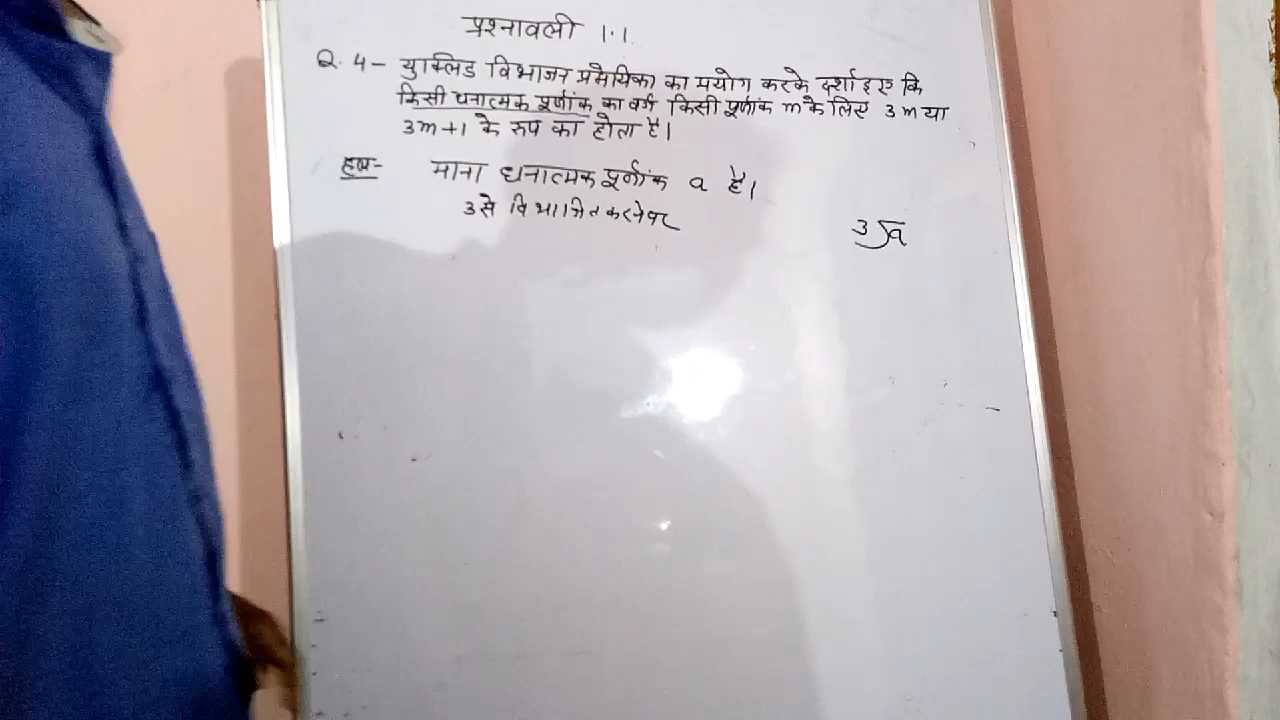 प्रश्नावली 1.1.
Q. 4- युक्लिड विभाजन प्रमेयिका का प्रयोग करके दर्शाइए कि
किसी धनात्मक पूर्णांक का वर्ग किसी पूर्णांक m के लिए 3m या
3m+1 के रूप का होता है।
हल- माना धनात्मक पूर्णांक a है।
3 से विभाजित करने पर
3 a